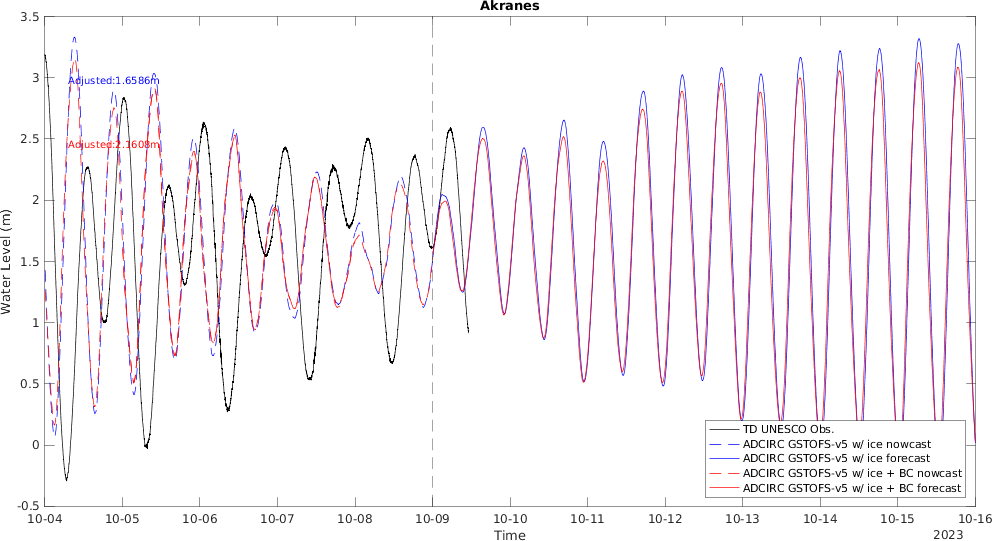 Akranes
3.5
3
2.5
2
1.5
1
0.5
0
-0.5
Water Level (m)
Adjusted:1.6586m
Adjusted:2.1608m
TD UNESCO Obs.
ADCIRC GSTOFS-v5 w/ ice nowcast
ADCIRC GSTOFS-v5 w/ ice forecast
ADCIRC GSTOFS-v5 w/ ice + BC nowcast
ADCIRC GSTOFS-v5 w/ ice + BC forecast
10-04 10-05 10-06 10-07 10-08 10-09 10-10 10-11 10-12 10-13 10-14 10-15 10-16
Time
2023